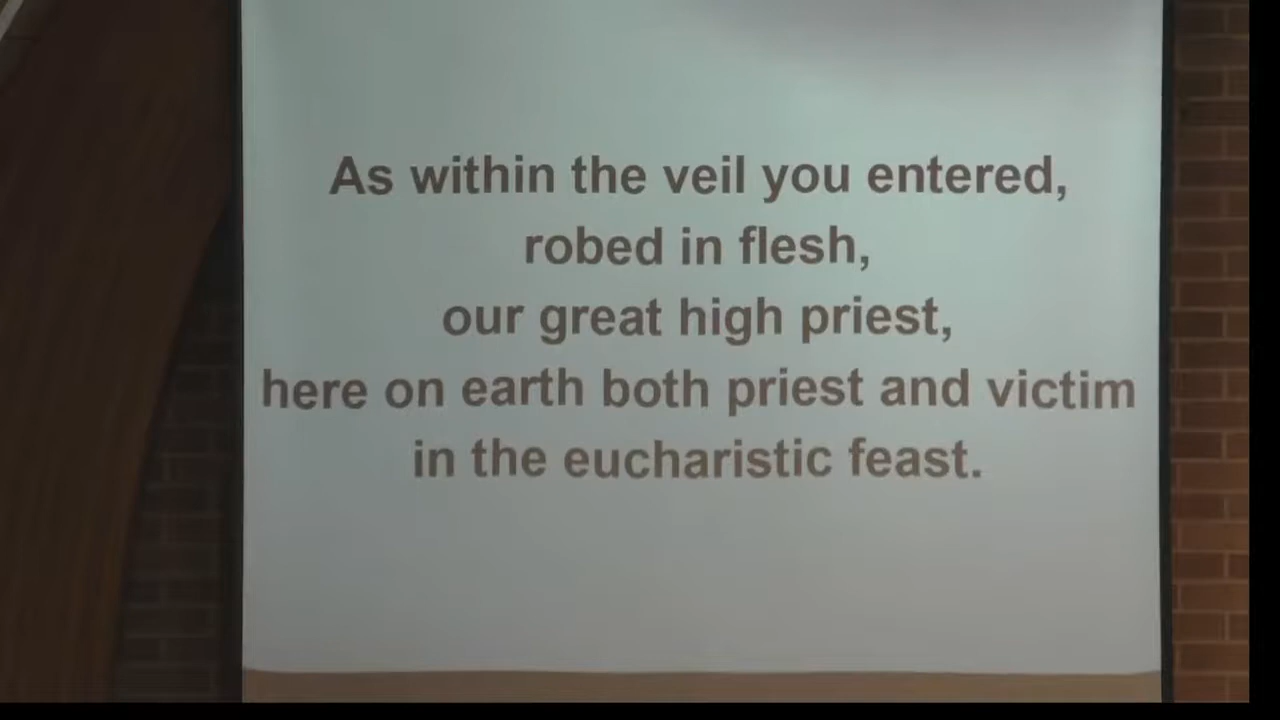 As within the veil you entered,
robed in flesh,
our great high priest,
here on earth both priest and victim
in the eucharistic feast.